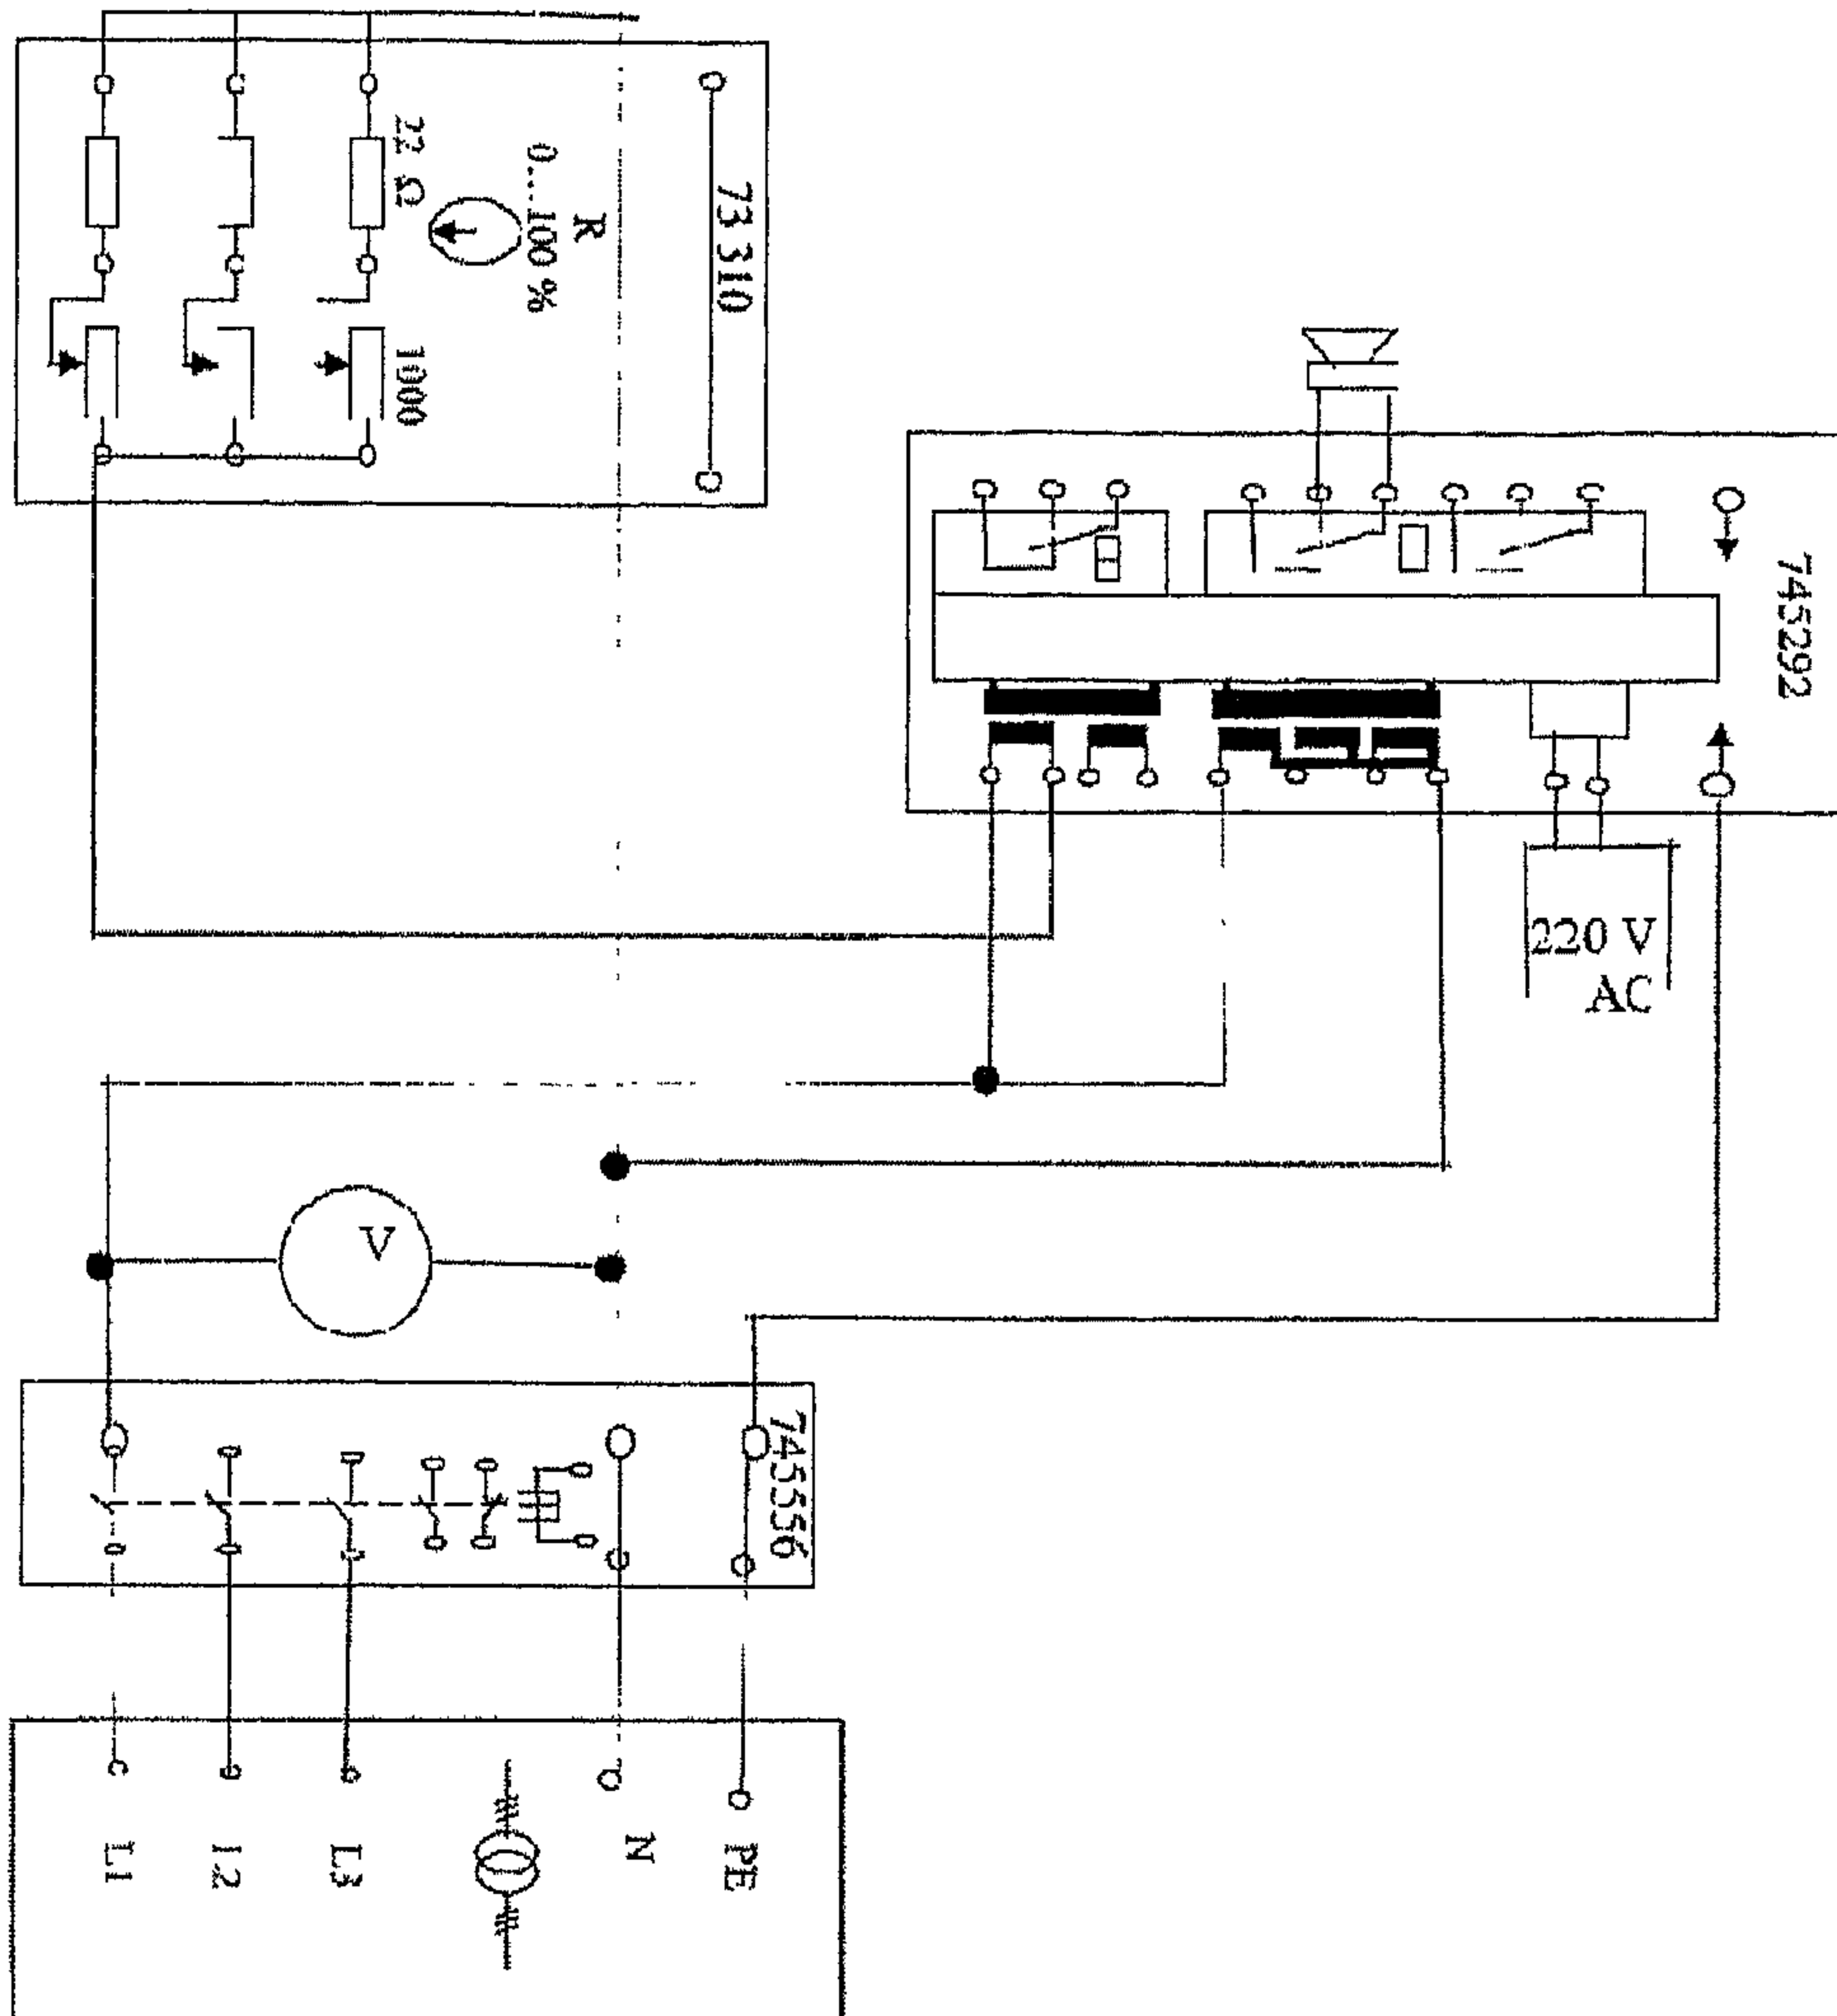 73 310
R
0...100 %
22 Ω
1000
745292
220 V
AC
V
745556
L1
L2
L3
N
PE